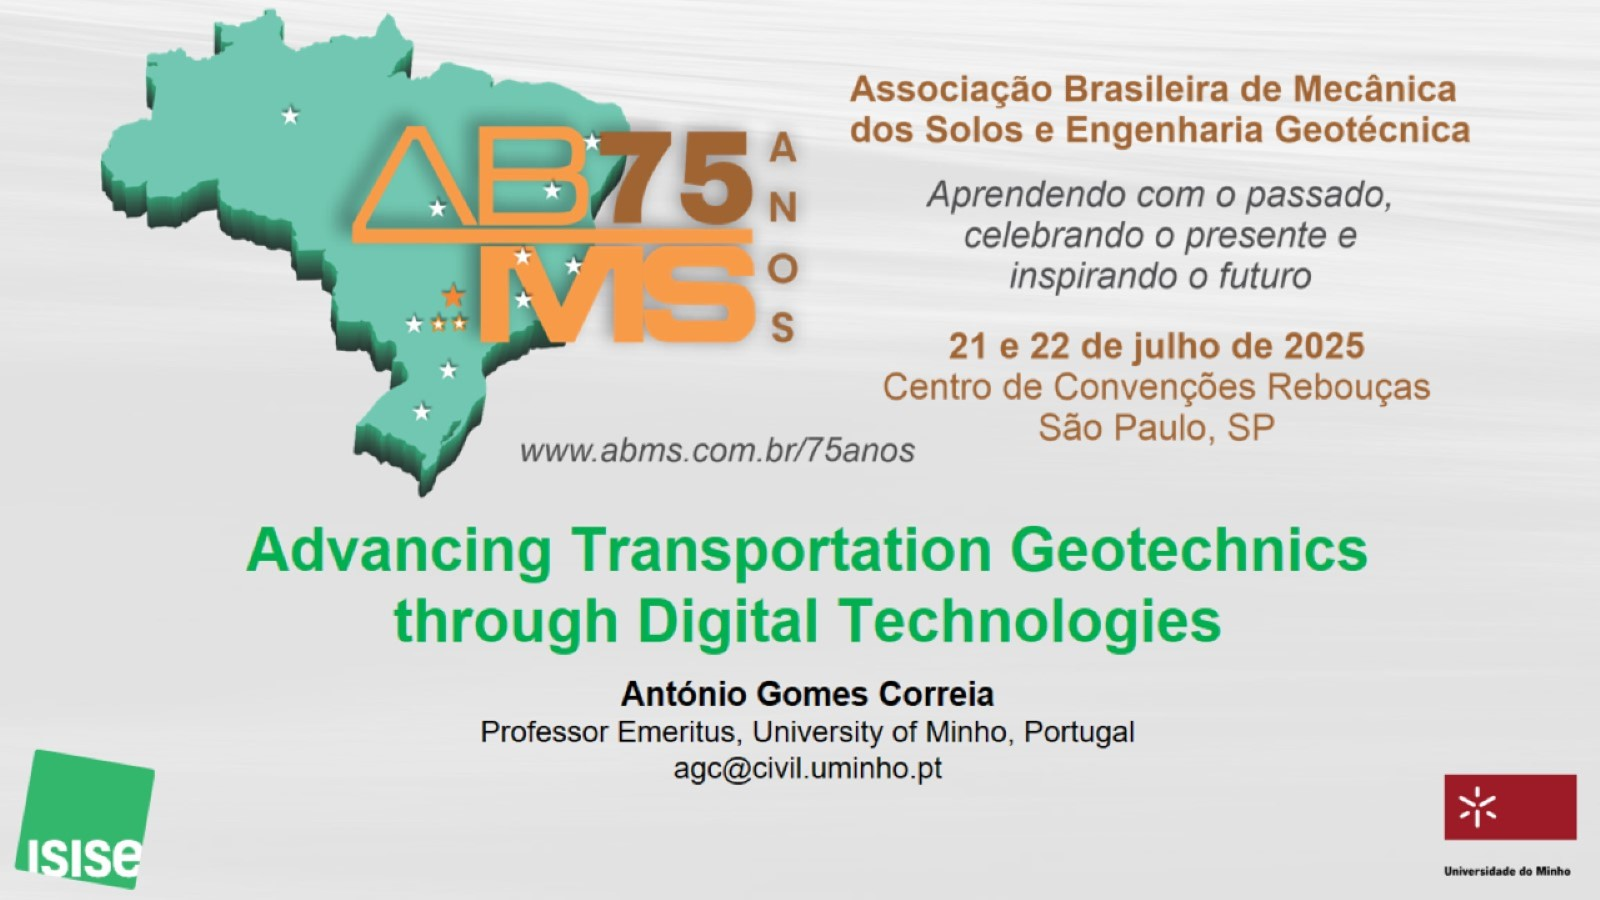 AB75
MS
ANOS
Associação Brasileira de Mecânica
dos Solos e Engenharia Geotécnica
Aprendendo com o passado,
celebrando o presente e
inspirando o futuro
21 e 22 de julho de 2025
Centro de Convenções Rebouças
São Paulo, SP
www.abms.com.br/75anos
Advancing Transportation Geotechnics
through Digital Technologies
António Gomes Correia
Professor Emeritus, University of Minho, Portugal
agc@civil.uminho.pt
ISISE
Universidade do Minho